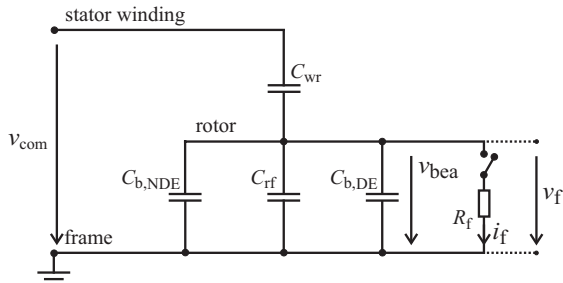 stator winding
C_wr
rotor
v_com
C_b,NDE
C_rf
C_b,DE
v_bea
v_f
R_f
i_f
frame